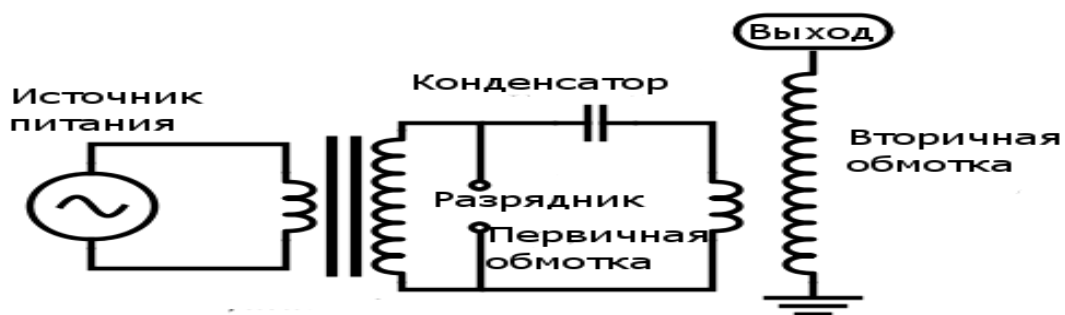 Выход
Конденсатор
Источник
питания
Вторичная
обмотка
Разрядник
Первичная
обмотка